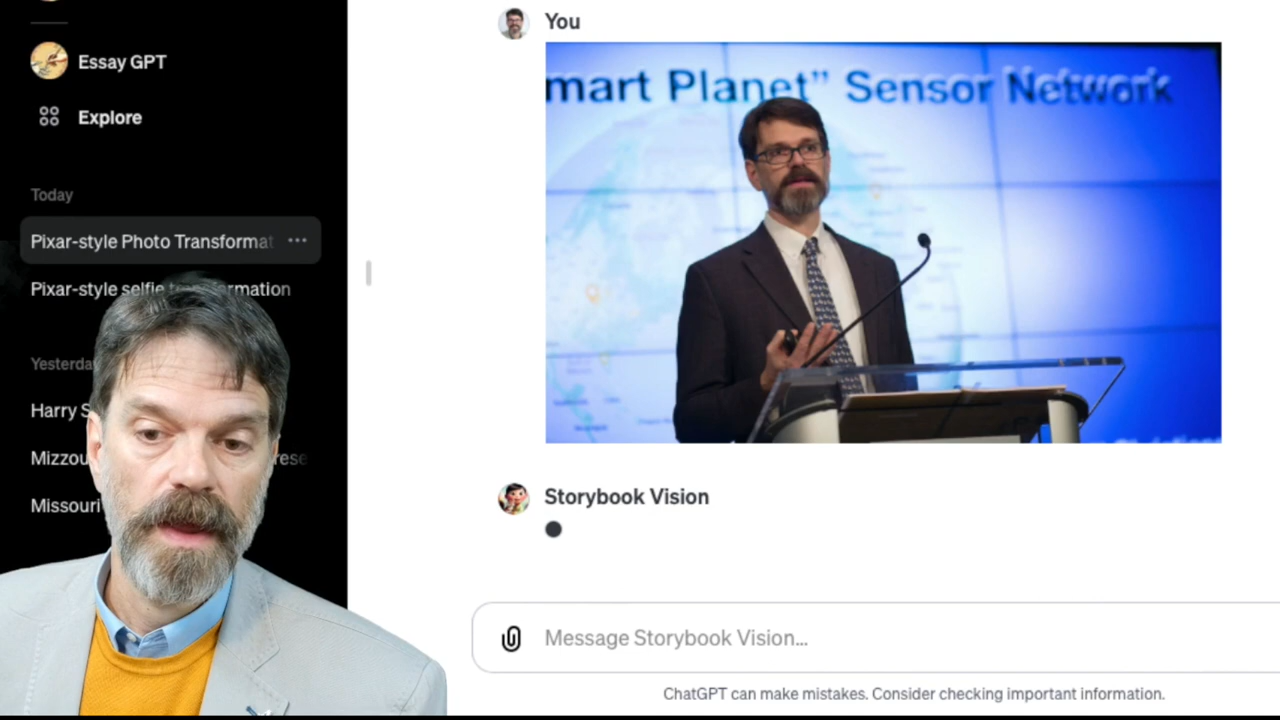 Essay GPT
Explore
Today
Pixar-style Photo Transformat
Pixar-style selfie
Yesterday
Harry S
Mizzou
Missouri
You
mart Planet” Sensor Network
Storybook Vision
Message Storybook Vision...
ChatGPT can make mistakes. Consider checking important information.